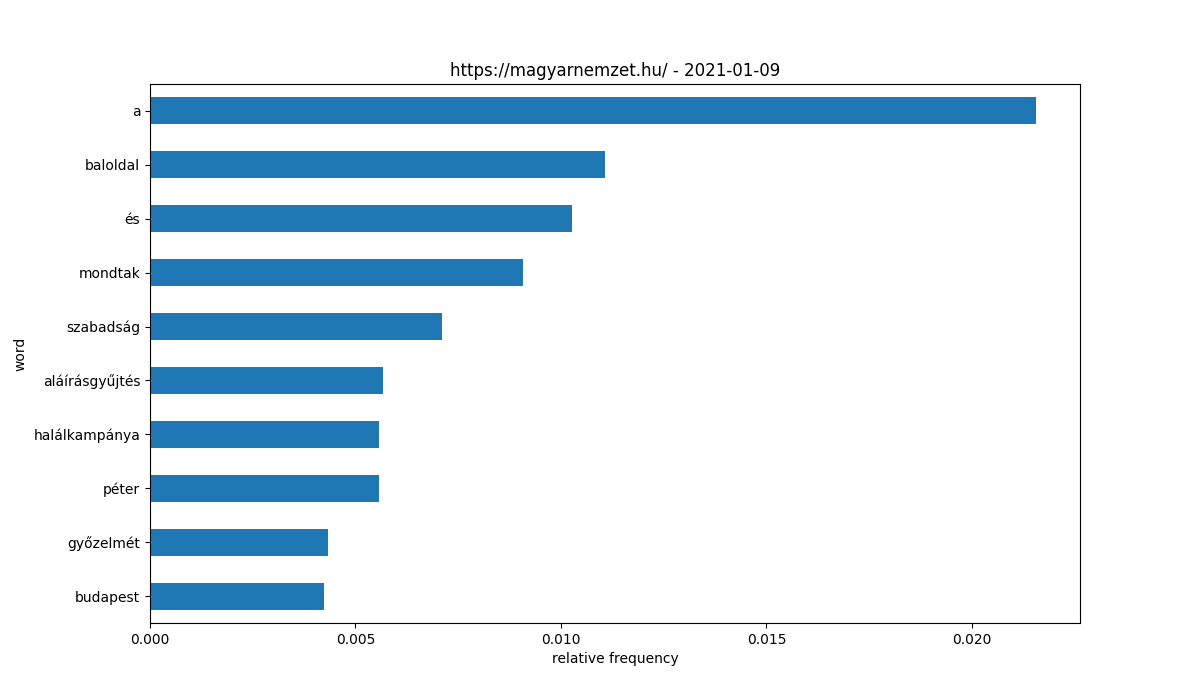 https://magyarnemzet.hu/ - 2021-01-09
a
baloldal
és
mondtak
szabadság
aláírásgyűjtés
halálkampánya
péter
győzelmét
budapest
word
0.000 0.005 0.010 0.015 0.020
relative frequency